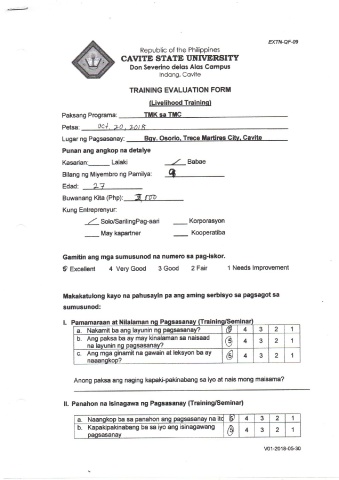 EXTN-QF-09
Republic of the Philippines
CAVITE STATE UNIVERSITY
Don Severino delas Alas Campus
Indang, Cavite
TRAINING EVALUATION FORM
(Livelihood Training)
Paksang Programa: TMK sa TMC
Petsa: Oct. 20, 2018
Lugar ng Pagsasanay: Bgy. Osorio, Trece Martires City, Cavite
Punan ang angkop na detalye
Kasarian: Lalaki Babae
Bilang ng Miyembro ng Pamilya: 9
Edad: 27
Buwanang Kita (Php):
Kung Entreprenyur:
Solo/Sariling Pag-aari Korporasyon
May kapartner Kooperatiba
Gamitin ang mga sumusunod na numero sa pag-iskor.
5 Excellent 4 Very Good 3 Good 2 Fair 1 Needs improvement
Makakatulong kayo na pahusayin pa ang aming serbisyo sa pagsagot sa
sumusunod:
I. Pamamaraan at Nilalaman ng Pagsasanay (Training/Seminar)
a. Nakamit ba ang layunin ng pagsasanay? 5 4 3 2 1
b. Ang paksa ba ay may kinalaman sa naisaad
na layunin ng pagsasanay? 5 4 3 2 1
c. Ang mga ginamit na gawain at leksyon ba ay
naaangkop? 5 4 3 2 1
Anong paksa ang naging kapaki-pakinabang sa iyo at nais mong maisama?
II. Panahon na Isinagawa ng Pagsasanay (Training/Seminar)
a. Naangkop ba sa panahon ang pagsasanay na ito 5 4 3 2 1
b. Kapakipakinabang ba sa iyo ang isinagawang
pagsasanay 5 4 3 2 1
V01-2018-05-30